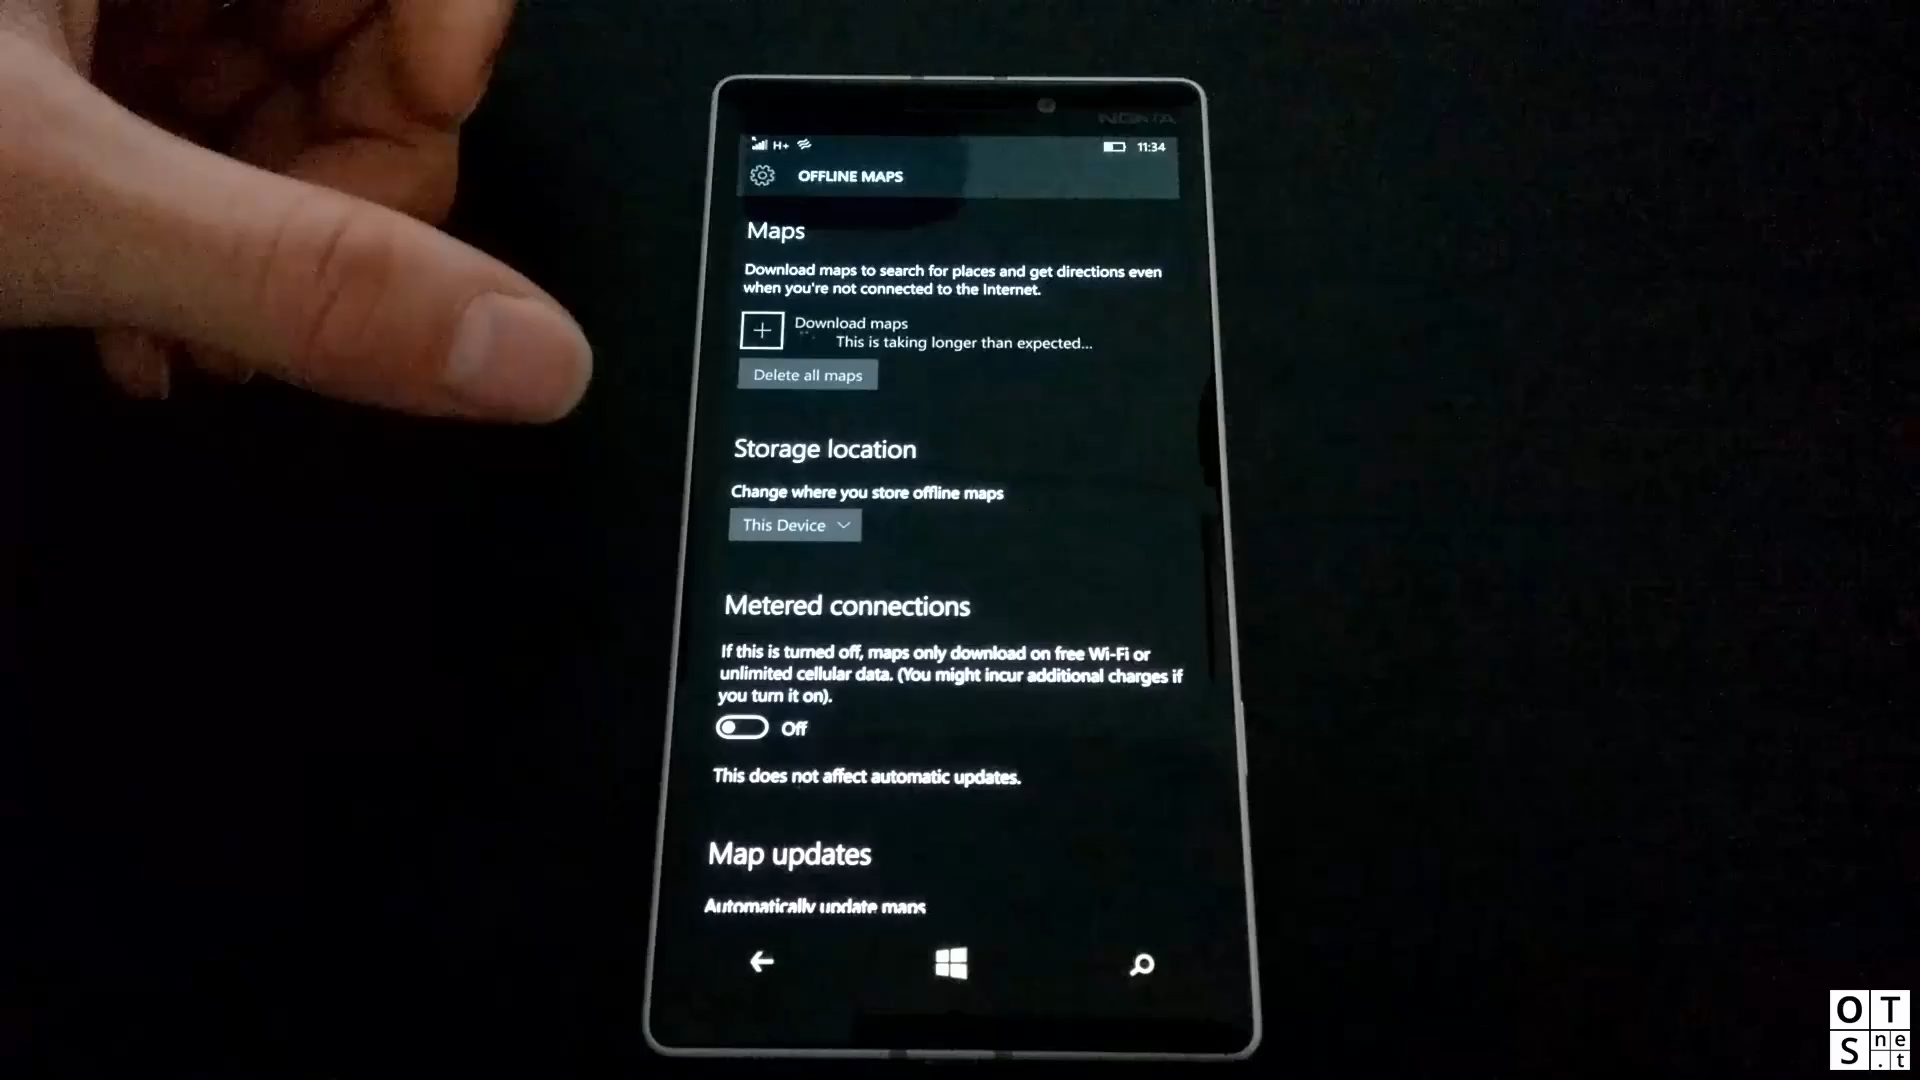 NOKIA
H+ 11:34
OFFLINE MAPS
Maps
Download maps to search for places and get directions even
when you're not connected to the Internet.
Download maps
This is taking longer than expected...
Delete all maps
Storage location
Change where you store offline maps
This Device
Metered connections
If this is turned off, maps only download on free Wi-Fi or
unlimited cellular data. (You might incur additional charges if
you turn it on).
Off
This does not affect automatic updates.
Map updates
Automatically update maps
OTS.net